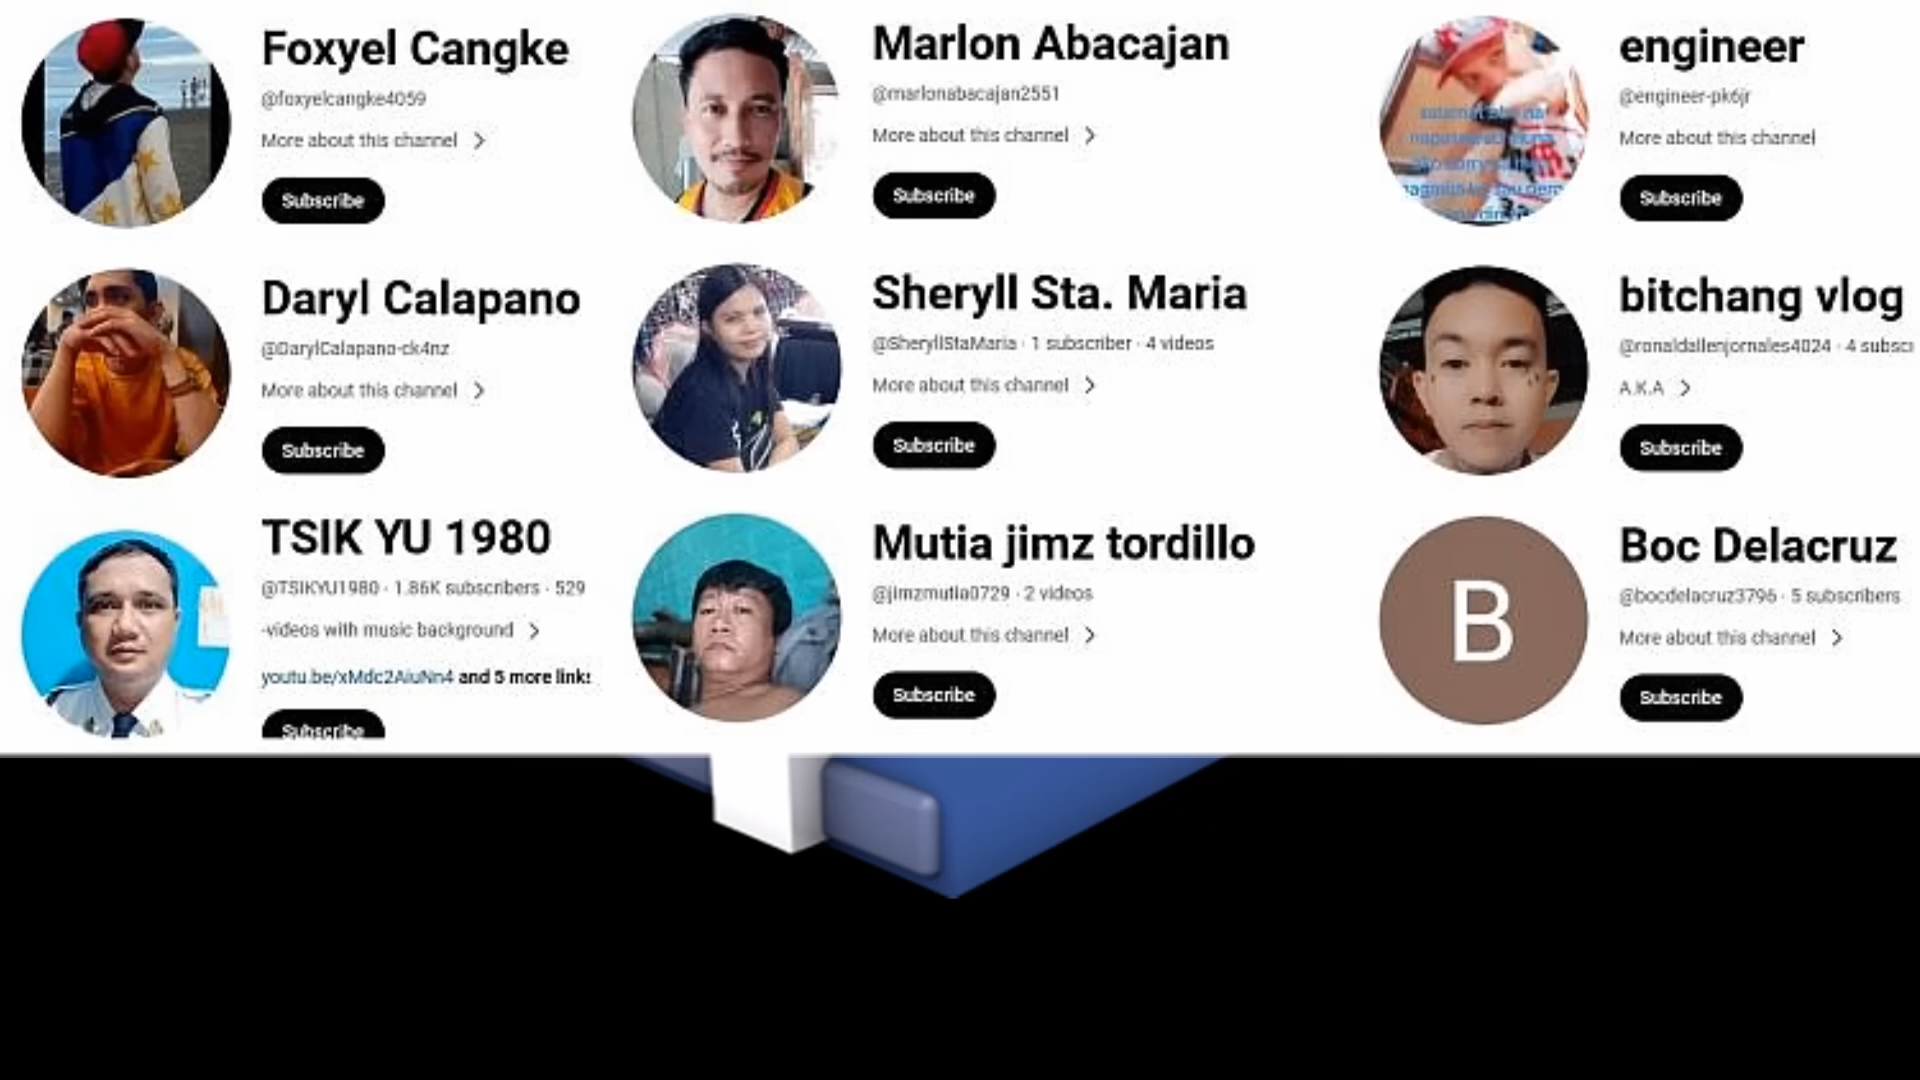 Foxyel Cangke
@foxyelcangke4059
More about this channel
Subscribe
Marlon Abacajan
@marlonabacajan2551
More about this channel
Subscribe
engineer
@engineer-pk6jr
More about this channel
Subscribe
Daryl Calapano
@DarylCalapano-ck4nz
More about this channel
Subscribe
Sheryll Sta. Maria
@SheryllStaMaria · 1 subscriber · 4 videos
More about this channel
Subscribe
bitchang vlog
@ronaldallenjornales4024 · 4 subscr
A.K.A
Subscribe
TSIK YU 1980
@TSIKYU1980 · 1.86K subscribers · 529
-videos with music background
youtu.be/xMdc2AiuNn4 and 5 more links
Subscribe
Mutia jimz tordillo
@jimzmutia0729 · 2 videos
More about this channel
Subscribe
B
Boc Delacruz
@bocdelacruz3796 · 5 subscribers
More about this channel
Subscribe